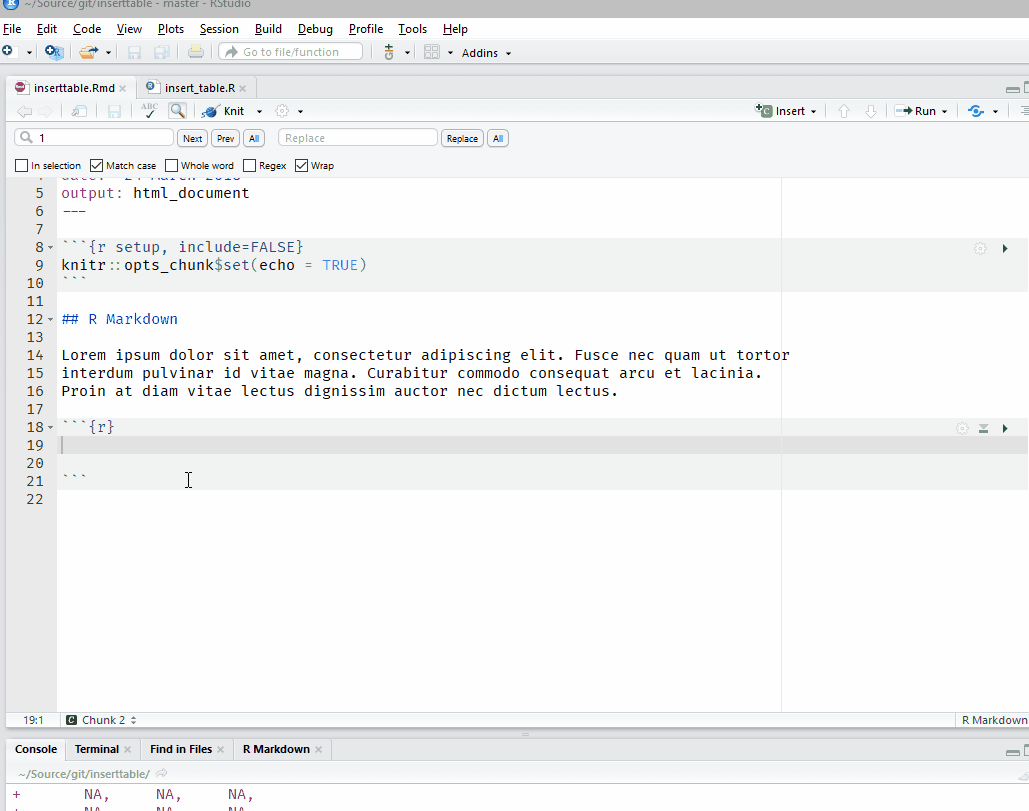 ~/Source/git/inserttable - master - RStudio
File Edit Code View Plots Session Build Debug Profile Tools Help
Go to file/function Addins
inserttable.Rmd insert_table.R
ABC Knit Insert Run
1 Next Prev All Replace Replace All
In selection Match case Whole word Regex Wrap
5 output: html_document
6 ---
7
8 ```{r setup, include=FALSE}
9 knitr::opts_chunk$set(echo = TRUE)
10 ```
11
12 ## R Markdown
13
14 Lorem ipsum dolor sit amet, consectetur adipiscing elit. Fusce nec quam ut tortor
15 interdum pulvinar id vitae magna. Curabitur commodo consequat arcu et lacinia.
16 Proin at diam vitae lectus dignissim auctor nec dictum lectus.
17
18 ```{r}
19
20
21 ```
22
19:1 C Chunk 2 R Markdown
Console Terminal Find in Files R Markdown
~/Source/git/inserttable/
+ NA, NA, NA,